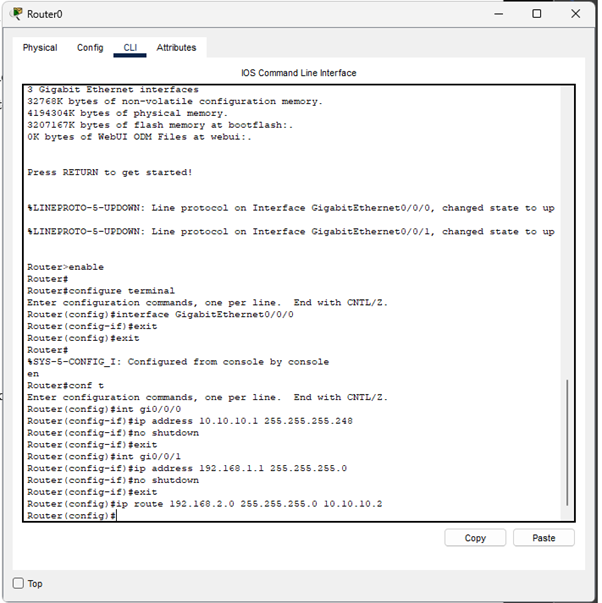 Router0
Physical Config CLI Attributes
IOS Command Line Interface
3 Gigabit Ethernet interfaces
32768K bytes of non-volatile configuration memory.
4194304K bytes of physical memory.
3207167K bytes of flash memory at bootflash:.
0K bytes of WebUI ODM Files at webui:.
Press RETURN to get started!
%LINEPROTO-5-UPDOWN: Line protocol on Interface GigabitEthernet0/0/0, changed state to up
%LINEPROTO-5-UPDOWN: Line protocol on Interface GigabitEthernet0/0/1, changed state to up
Router>enable
Router#
Router#configure terminal
Enter configuration commands, one per line.  End with CNTL/Z.
Router(config)#interface GigabitEthernet0/0/0
Router(config-if)#exit
Router(config)#exit
Router#
%SYS-5-CONFIG_I: Configured from console by console
en
Router#conf t
Enter configuration commands, one per line.  End with CNTL/Z.
Router(config)#int gi0/0/0
Router(config-if)#ip address 10.10.10.1 255.255.255.248
Router(config-if)#no shutdown
Router(config-if)#exit
Router(config)#int gi0/0/1
Router(config-if)#ip address 192.168.1.1 255.255.255.0
Router(config-if)#no shutdown
Router(config-if)#exit
Router(config)#ip route 192.168.2.0 255.255.255.0 10.10.10.2
Router(config)#
Copy Paste
Top